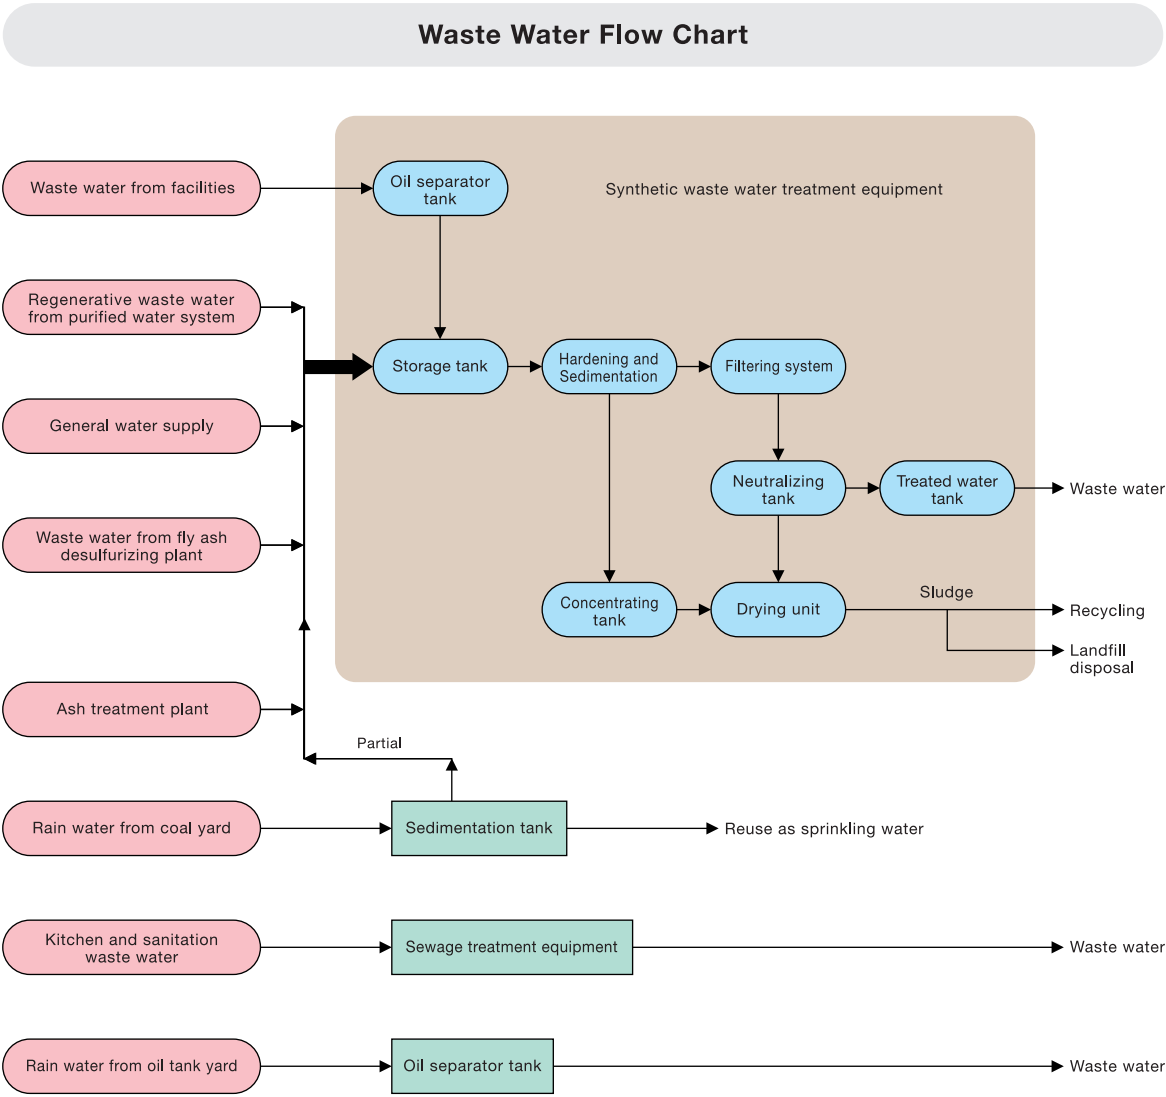 Waste Water Flow Chart
Waste water from facilities
Oil separator
tank
Synthetic waste water treatment equipment
Regenerative waste water
from purified water system
Storage tank
Hardening and
Sedimentation
Filtering system
General water supply
Neutralizing
tank
Treated water
tank
Waste water
Waste water from fly ash
desulfurizing plant
Concentrating
tank
Drying unit
Sludge
Recycling
Landfill
disposal
Ash treatment plant
Partial
Rain water from coal yard
Sedimentation tank
Reuse as sprinkling water
Kitchen and sanitation
waste water
Sewage treatment equipment
Waste water
Rain water from oil tank yard
Oil separator tank
Waste water